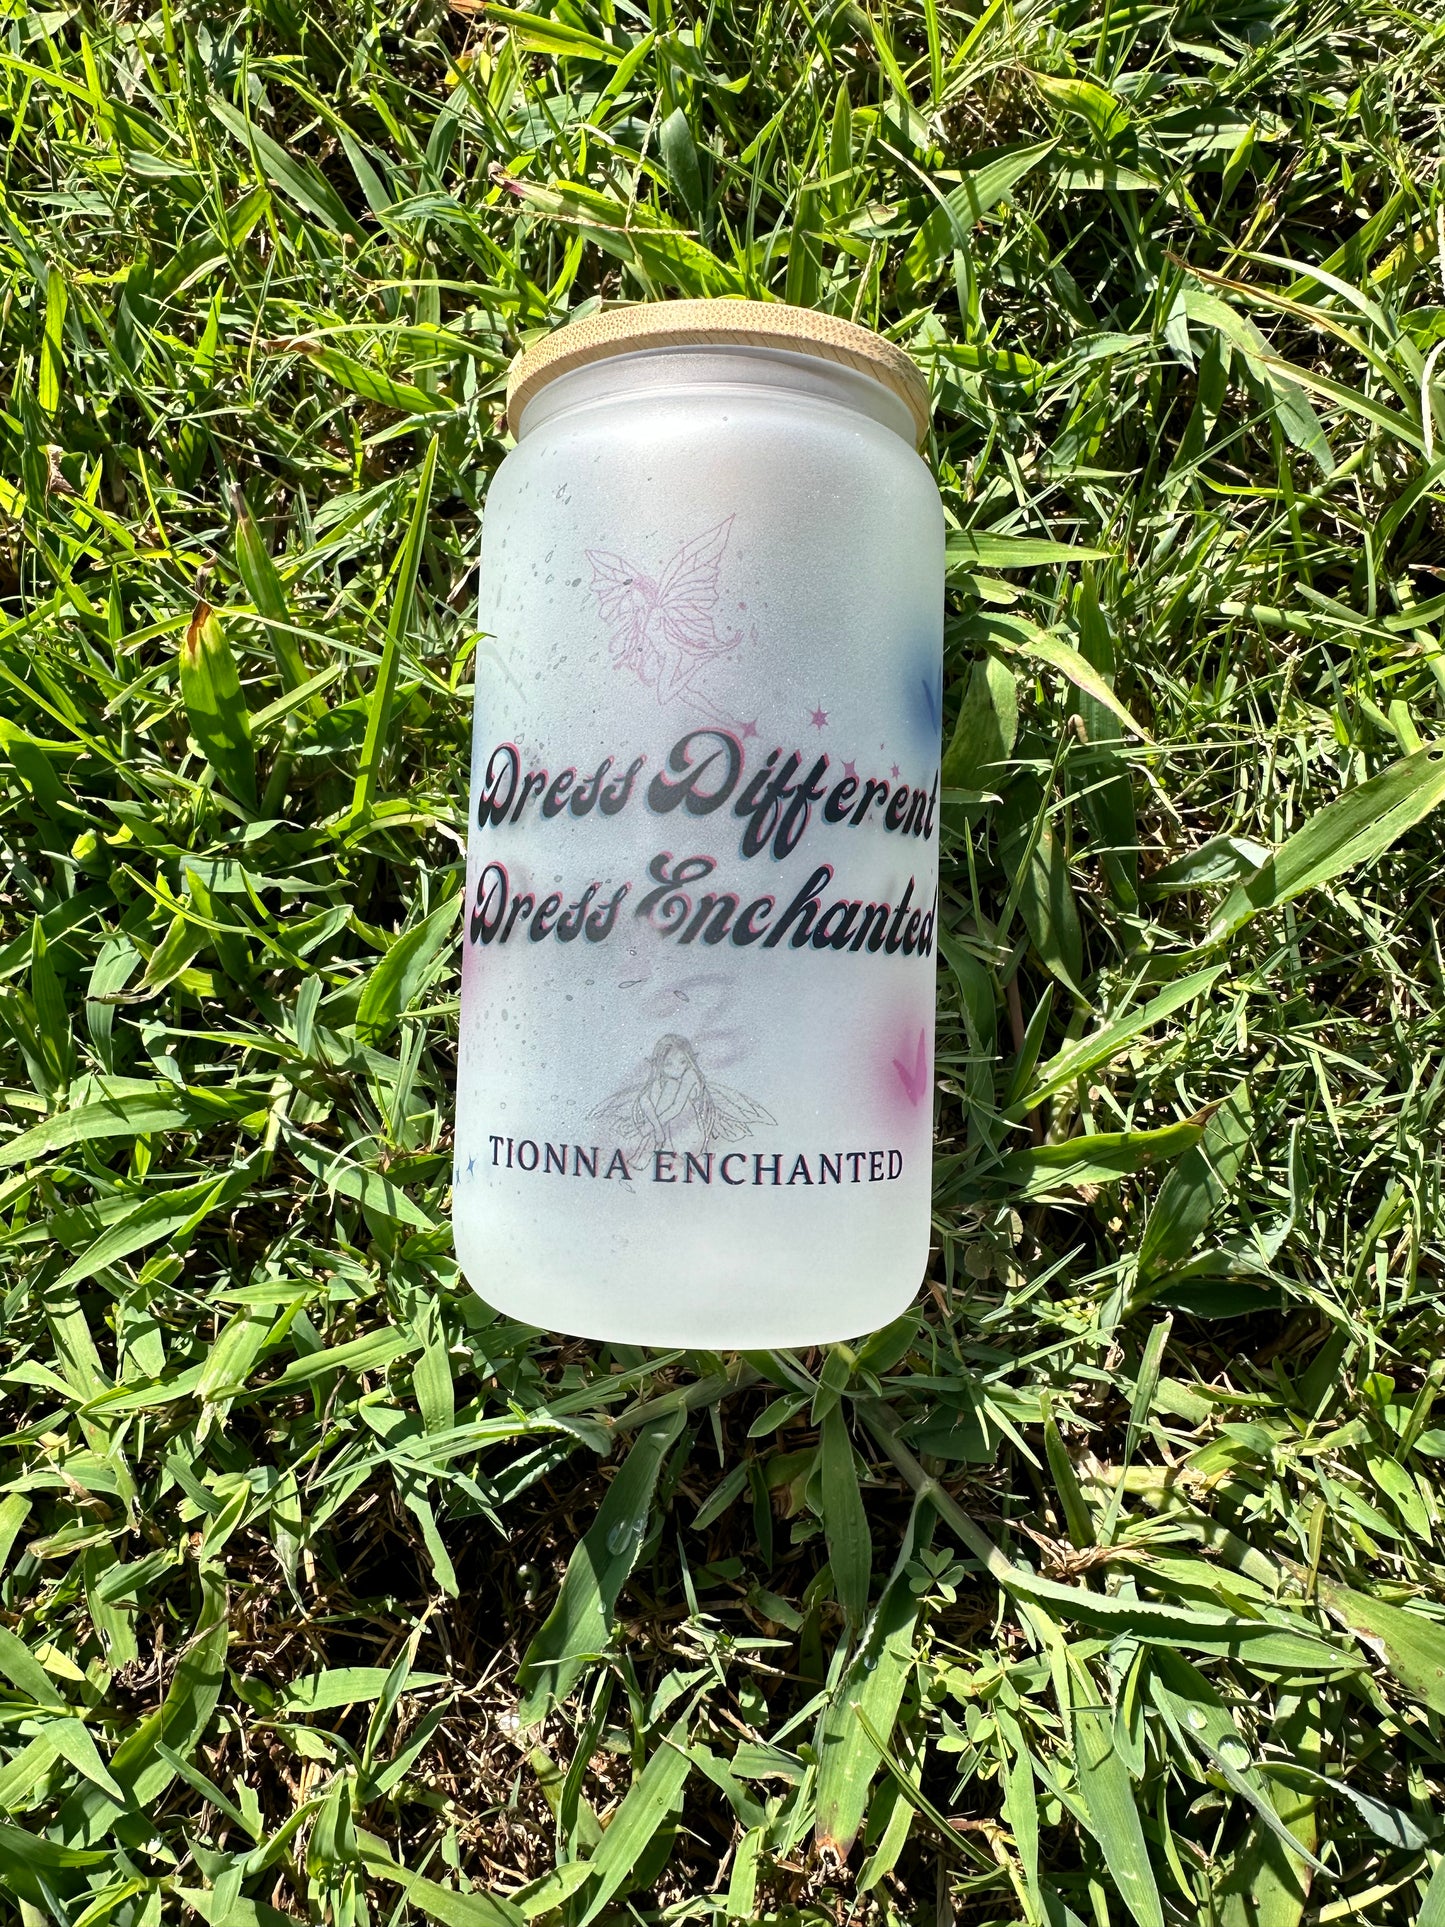 Dress Different
Dress Enchanted
TIONNA ENCHANTED